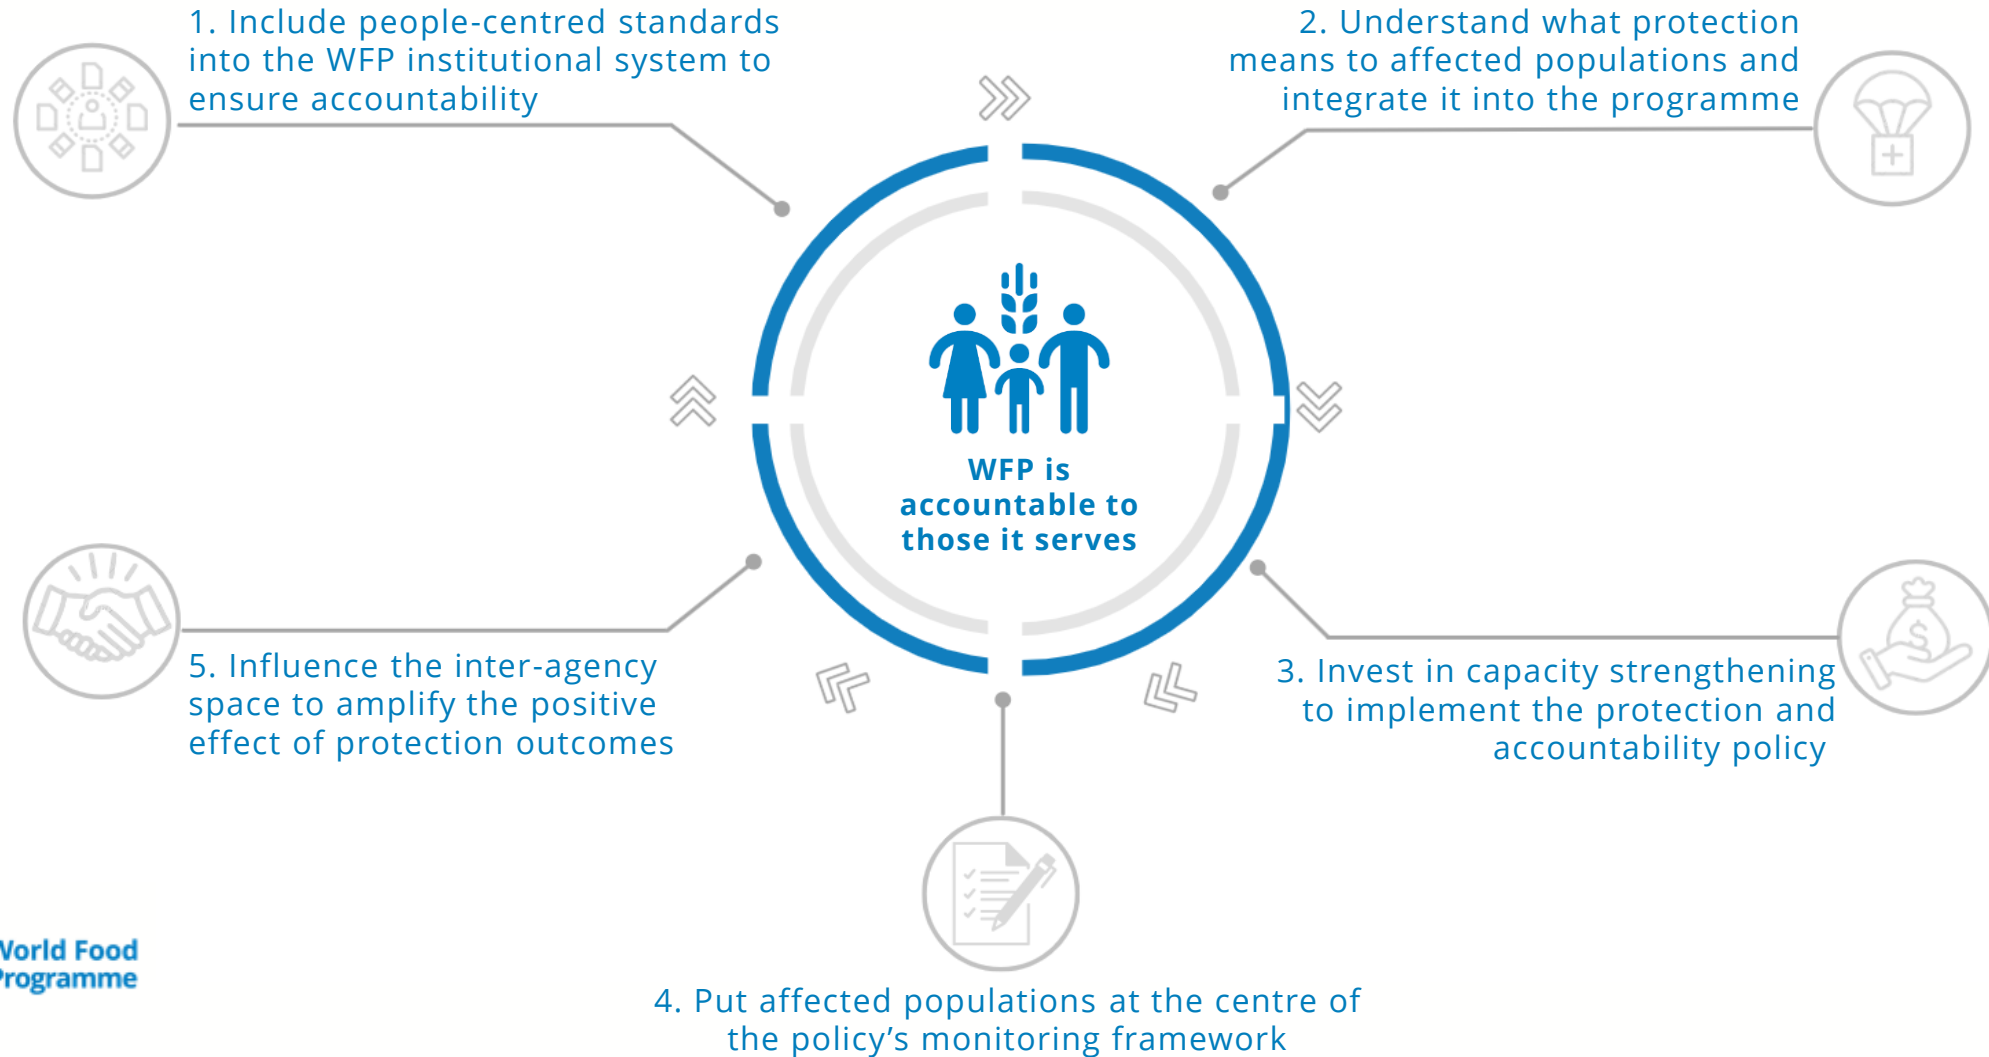 1. Include people-centred standards
into the WFP institutional system to
ensure accountability
2. Understand what protection
means to affected populations and
integrate it into the programme
WFP is
accountable to
those it serves
3. Invest in capacity strengthening
to implement the protection and
accountability policy
4. Put affected populations at the centre of
the policy’s monitoring framework
5. Influence the inter-agency
space to amplify the positive
effect of protection outcomes
World Food
Programme
$